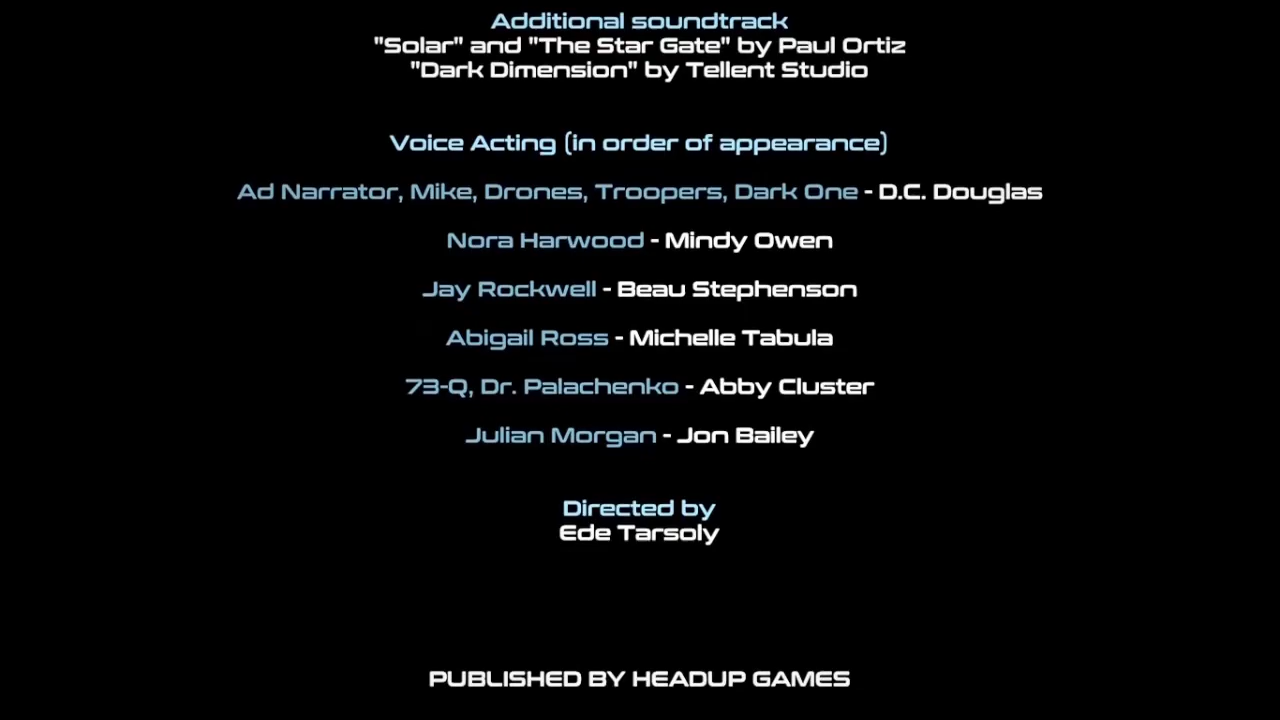 Additional soundtrack
"Solar" and "The Star Gate" by Paul Ortiz
"Dark Dimension" by Tellent Studio
Voice Acting (in order of appearance)
Ad Narrator, Mike, Drones, Troopers, Dark One - D.C. Douglas
Nora Harwood - Mindy Owen
Jay Rockwell - Beau Stephenson
Abigail Ross - Michelle Tabula
73-Q, Dr. Palachenko - Abby Cluster
Julian Morgan - Jon Bailey
Directed by
Ede Tarsoly
PUBLISHED BY HEADUP GAMES